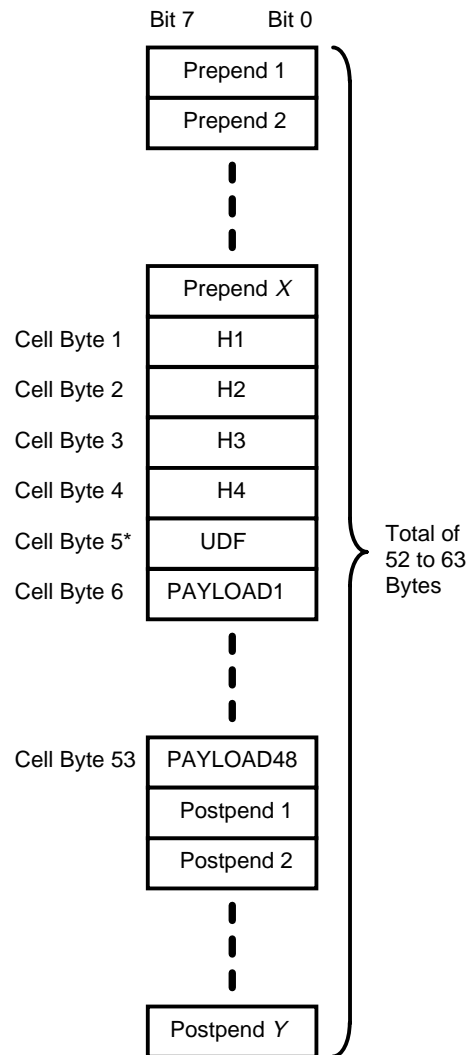 Bit 7 Bit 0
Prepend 1
Prepend 2
Prepend X
Cell Byte 1 H1
Cell Byte 2 H2
Cell Byte 3 H3
Cell Byte 4 H4
Cell Byte 5* UDF
Cell Byte 6 PAYLOAD1
Total of
52 to 63
Bytes
Cell Byte 53 PAYLOAD48
Postpend 1
Postpend 2
Postpend Y